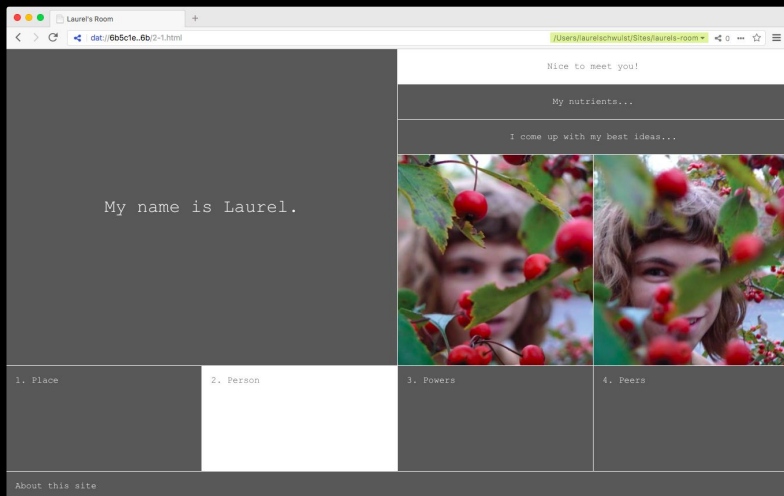 Laurel's Room
dat://6b5c1e..6b/2-1.html
/Users/laurelschwulst/Sites/laurels-room
0
Nice to meet you!
My nutrients...
I come up with my best ideas...
My name is Laurel.
1. Place
2. Person
3. Powers
4. Peers
About this site